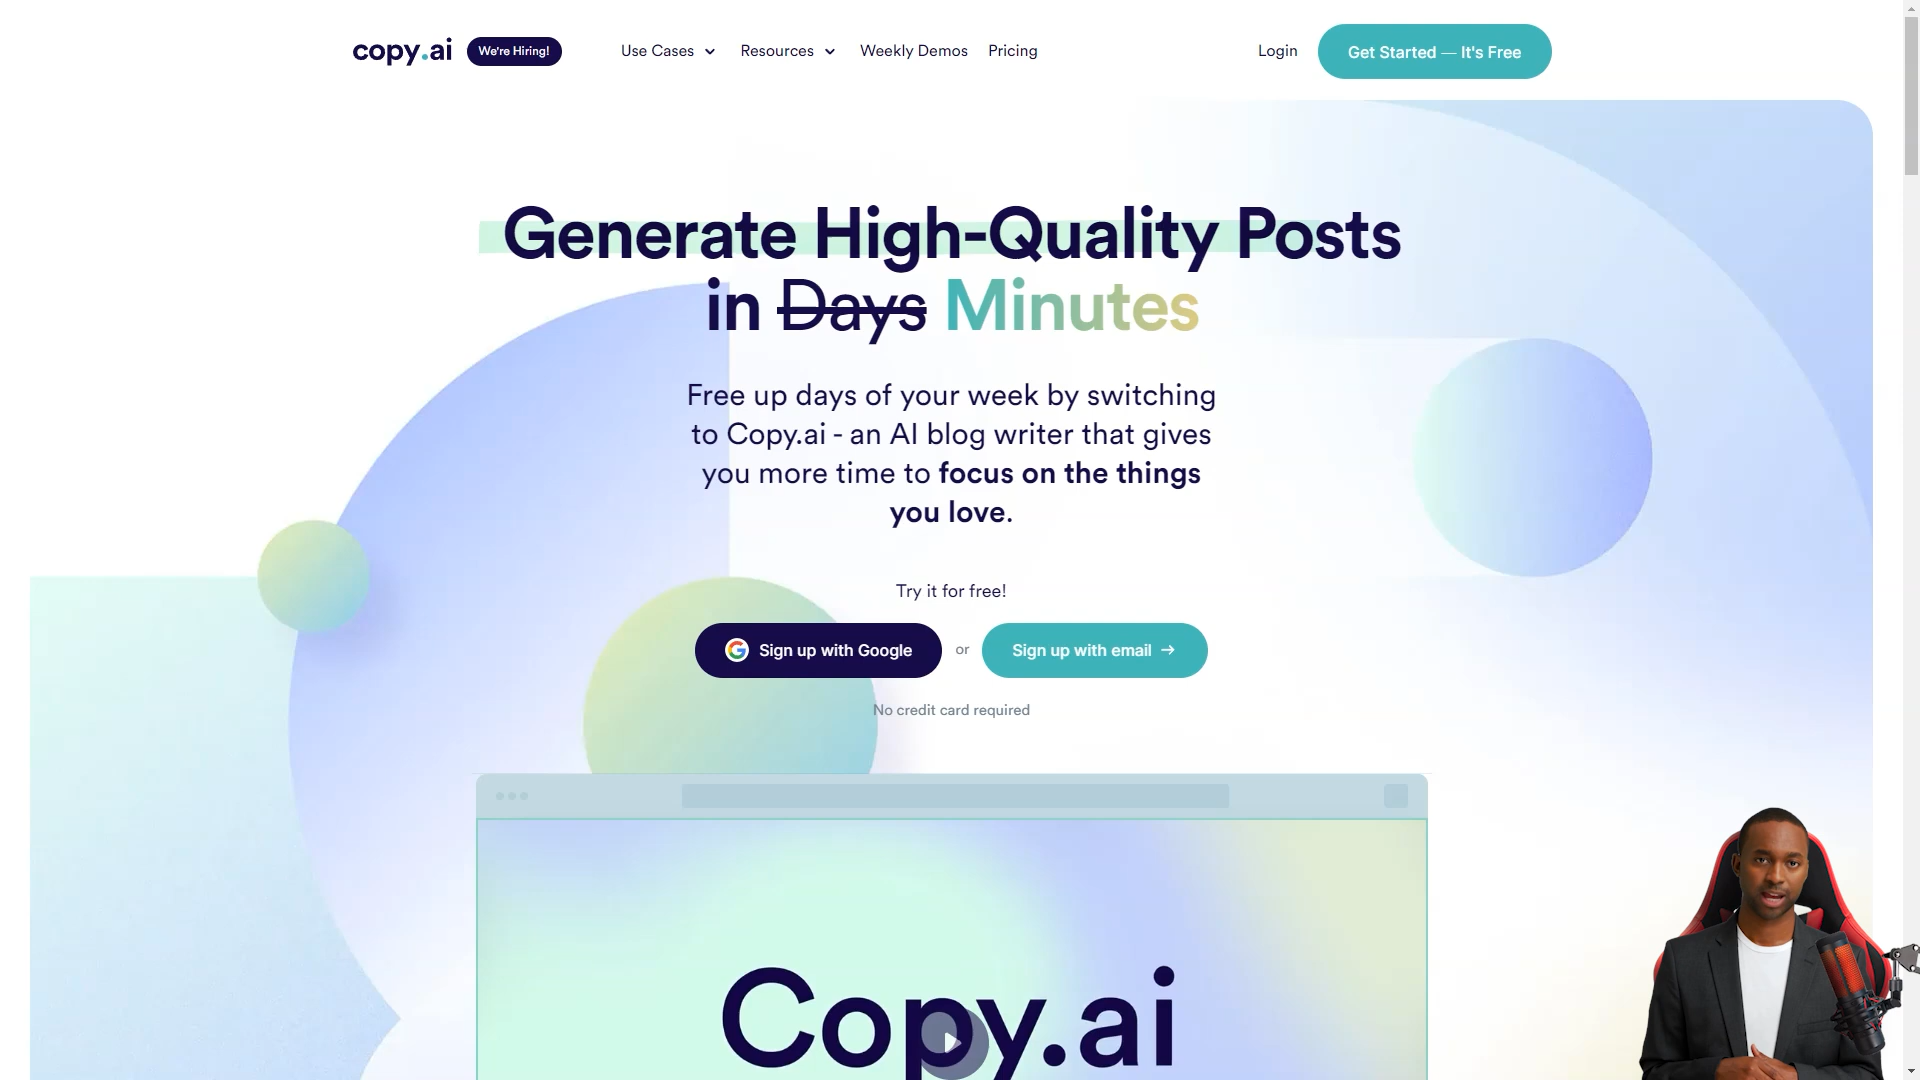 copy.ai
We're Hiring!
Use Cases
Resources
Weekly Demos
Pricing
Login
Get Started — It's Free
Generate High-Quality Posts
in Days Minutes
Free up days of your week by switching
to Copy.ai - an AI blog writer that gives
you more time to focus on the things
you love.
Try it for free!
Sign up with Google
or
Sign up with email →
No credit card required
Copy.ai